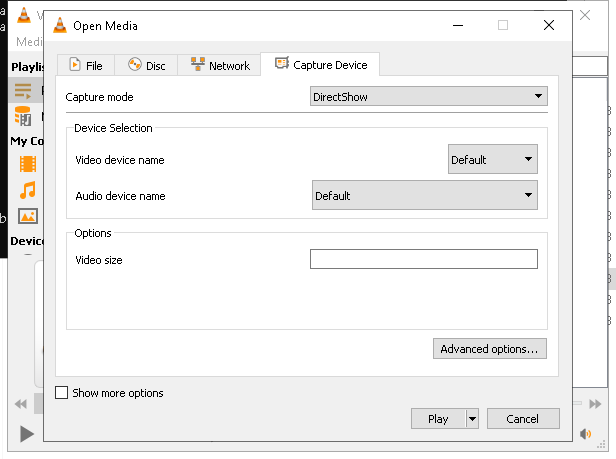 Open Media
Medi
File
Disc
Network
Capture Device
Playlis
Capture mode
DirectShow
Device Selection
Video device name
Default
My Co
Audio device name
Default
Device
Options
Video size
Advanced options...
Show more options
Play
Cancel